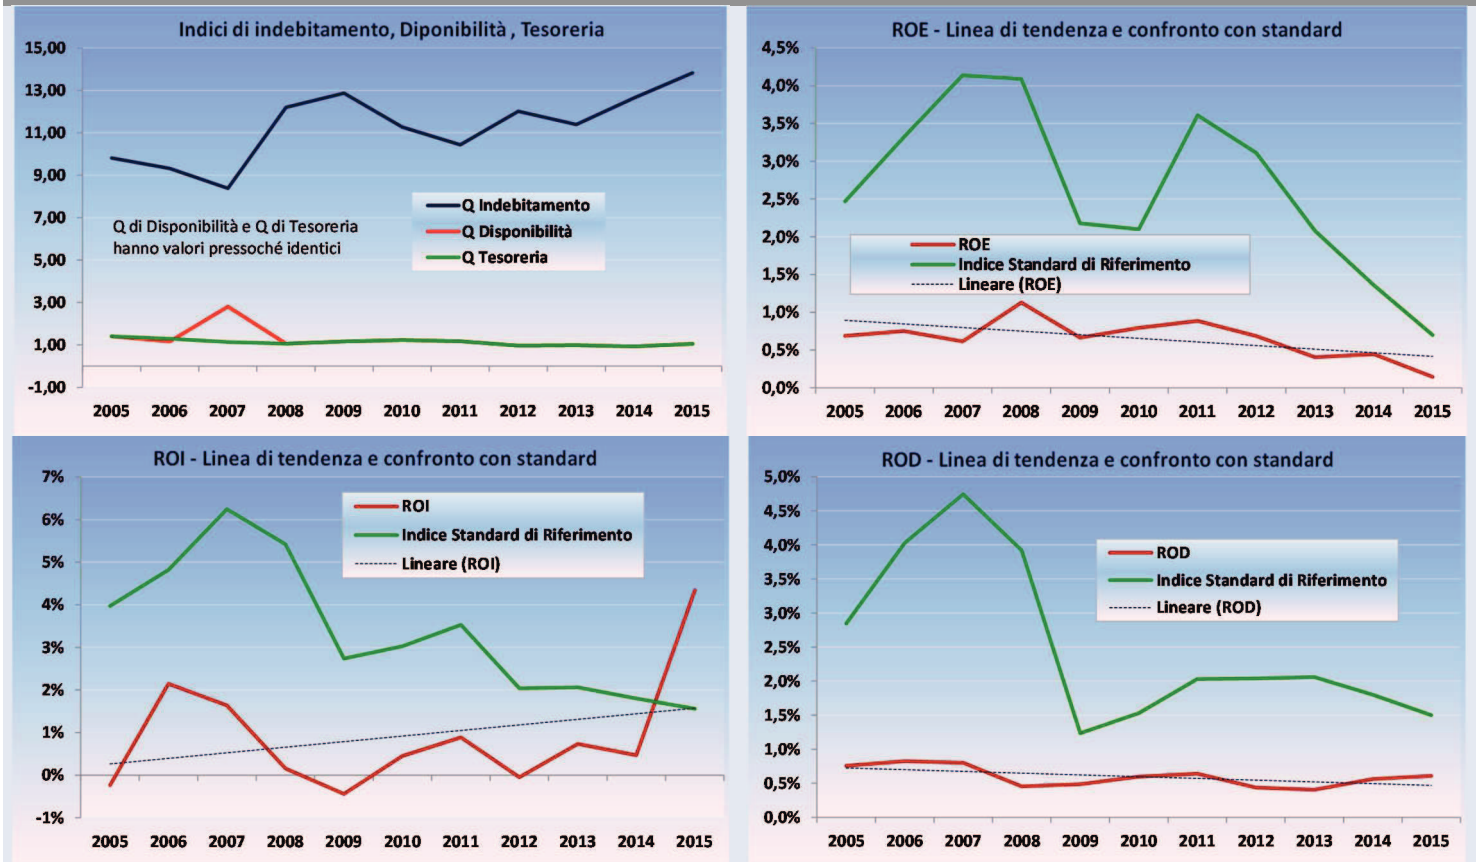 Indici di indebitamento, Diponibilità , Tesoreria
15,00
13,00
11,00
9,00
7,00
5,00
3,00
1,00
-1,00
Q di Disponibilità e Q di Tesoreria
hanno valori pressoché identici
Q Indebitamento
Q Disponibilità
Q Tesoreria
2005 2006 2007 2008 2009 2010 2011 2012 2013 2014 2015
ROE - Linea di tendenza e confronto con standard
4,5%
4,0%
3,5%
3,0%
2,5%
2,0%
1,5%
1,0%
0,5%
0,0%
ROE
Indice Standard di Riferimento
Lineare (ROE)
2005 2006 2007 2008 2009 2010 2011 2012 2013 2014 2015
ROI - Linea di tendenza e confronto con standard
7%
6%
5%
4%
3%
2%
1%
0%
-1%
ROI
Indice Standard di Riferimento
Lineare (ROI)
2005 2006 2007 2008 2009 2010 2011 2012 2013 2014 2015
ROD - Linea di tendenza e confronto con standard
5,0%
4,5%
4,0%
3,5%
3,0%
2,5%
2,0%
1,5%
1,0%
0,5%
0,0%
ROD
Indice Standard di Riferimento
Lineare (ROD)
2005 2006 2007 2008 2009 2010 2011 2012 2013 2014 2015